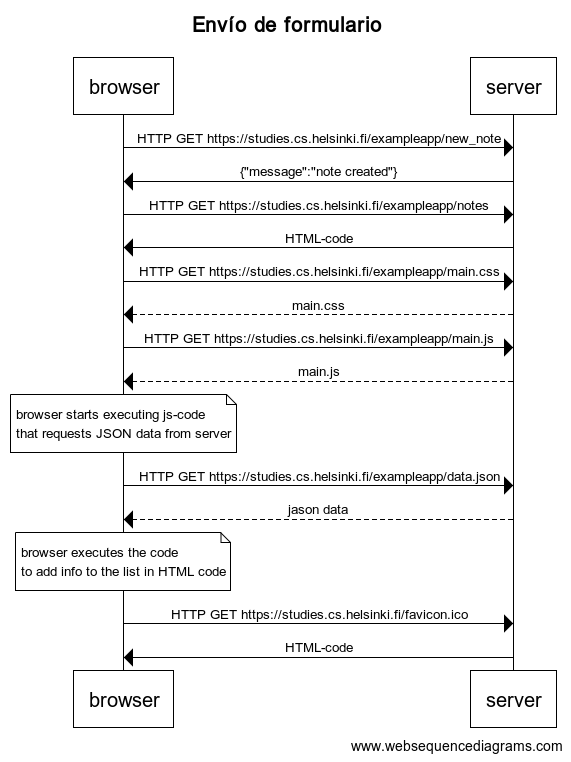 Envío de formulario
browser server
HTTP GET https://studies.cs.helsinki.fi/exampleapp/new_note
{"message":"note created"}
HTTP GET https://studies.cs.helsinki.fi/exampleapp/notes
HTML-code
HTTP GET https://studies.cs.helsinki.fi/exampleapp/main.css
main.css
HTTP GET https://studies.cs.helsinki.fi/exampleapp/main.js
main.js
browser starts executing js-code
that requests JSON data from server
HTTP GET https://studies.cs.helsinki.fi/exampleapp/data.json
jason data
browser executes the code
to add info to the list in HTML code
HTTP GET https://studies.cs.helsinki.fi/favicon.ico
HTML-code
browser server
www.websequencediagrams.com